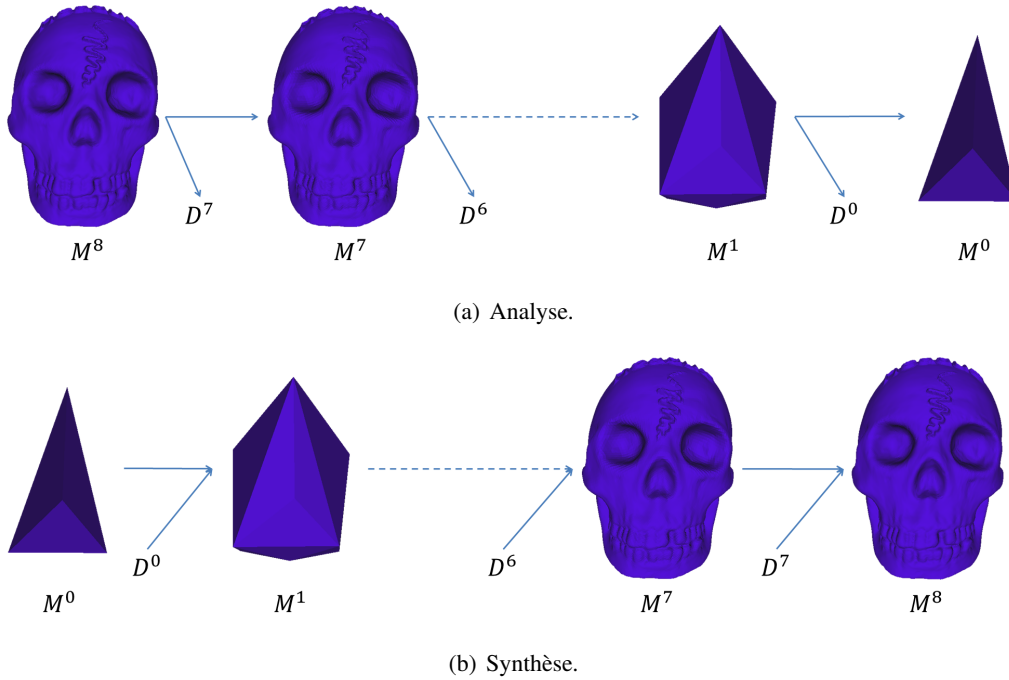 D⁷ D⁶ D⁰
M⁸ M⁷ M¹ M⁰
(a) Analyse.
D⁰ D⁶ D⁷
M⁰ M¹ M⁷ M⁸
(b) Synthèse.